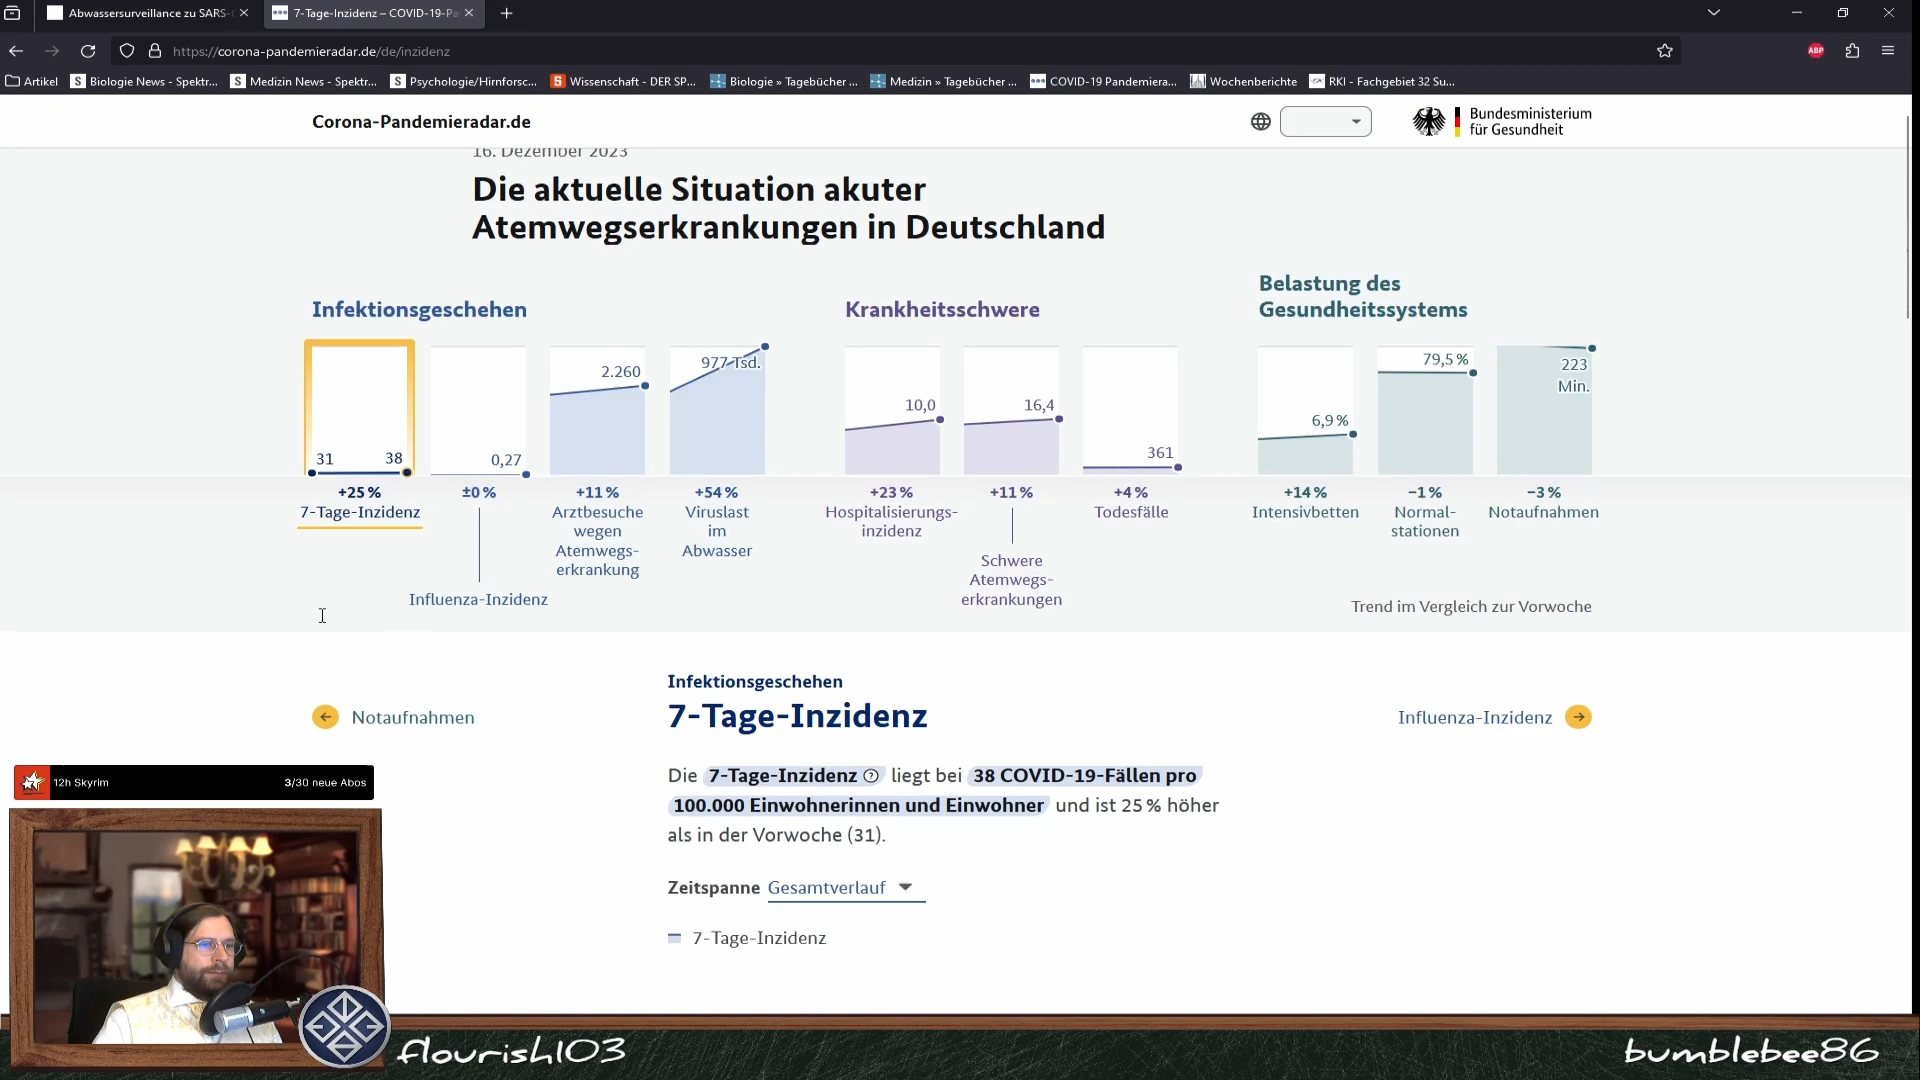 Abwassersurveillance zu SARS-
7-Tage-Inzidenz – COVID-19-Pa
https://corona-pandemieradar.de/de/inzidenz
ABP
Artikel
Biologie News - Spektr...
Medizin News - Spektr...
Psychologie/Hirnforsc...
Wissenschaft - DER SP...
Biologie » Tagebücher ...
Medizin » Tagebücher ...
COVID-19 Pandemiera...
Wochenberichte
RKI - Fachgebiet 32 Su...
Corona-Pandemieradar.de
Bundesministerium
für Gesundheit
16. Dezember 2023
Die aktuelle Situation akuter
Atemwegserkrankungen in Deutschland
Infektionsgeschehen
Krankheitsschwere
Belastung des
Gesundheitssystems
31
38
+25 %
7-Tage-Inzidenz
0,27
±0 %
Influenza-Inzidenz
2.260
+11 %
Arztbesuche
wegen
Atemwegs-
erkrankung
977 Tsd.
+54 %
Viruslast
im
Abwasser
10,0
+23 %
Hospitalisierungs-
inzidenz
16,4
+11 %
Schwere
Atemwegs-
erkrankungen
361
+4 %
Todesfälle
6,9 %
+14 %
Intensivbetten
79,5 %
−1 %
Normal-
stationen
223
Min.
−3 %
Notaufnahmen
Trend im Vergleich zur Vorwoche
Notaufnahmen
Infektionsgeschehen
7-Tage-Inzidenz
Influenza-Inzidenz
Die 7-Tage-Inzidenz ? liegt bei 38 COVID-19-Fällen pro
100.000 Einwohnerinnen und Einwohner und ist 25 % höher
als in der Vorwoche (31).
Zeitspanne Gesamtverlauf
7-Tage-Inzidenz
12h Skyrim
3/30 neue Abos
flourish103
bumblebee86